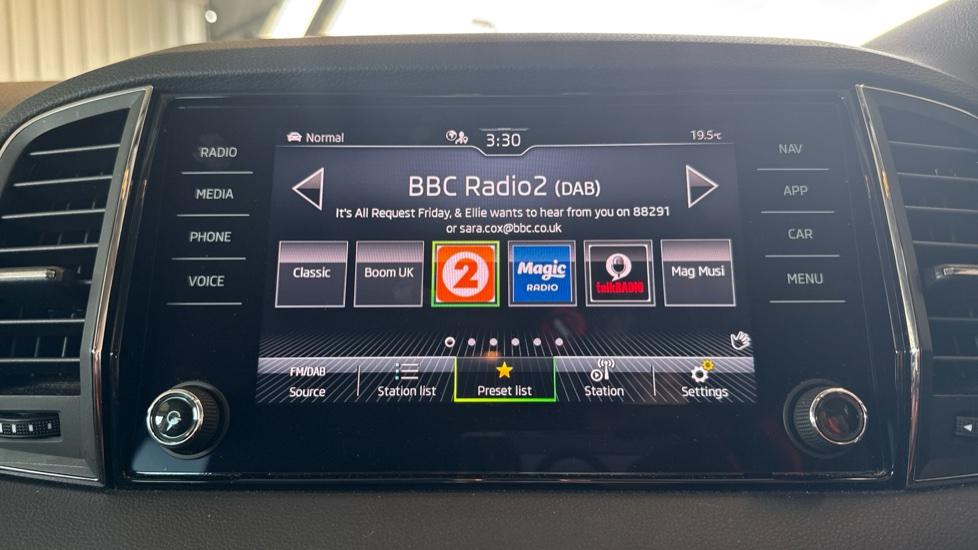 Normal
3:30
19.5°C
RADIO
MEDIA
PHONE
VOICE
NAV
APP
CAR
MENU
BBC Radio2 (DAB)
It's All Request Friday, & Ellie wants to hear from you on 88291
or sara.cox@bbc.co.uk
Classic
Boom UK
2
Magic
RADIO
talkRADIO
Mag Musi
FM/DAB
Source
Station list
Preset list
Station
Settings